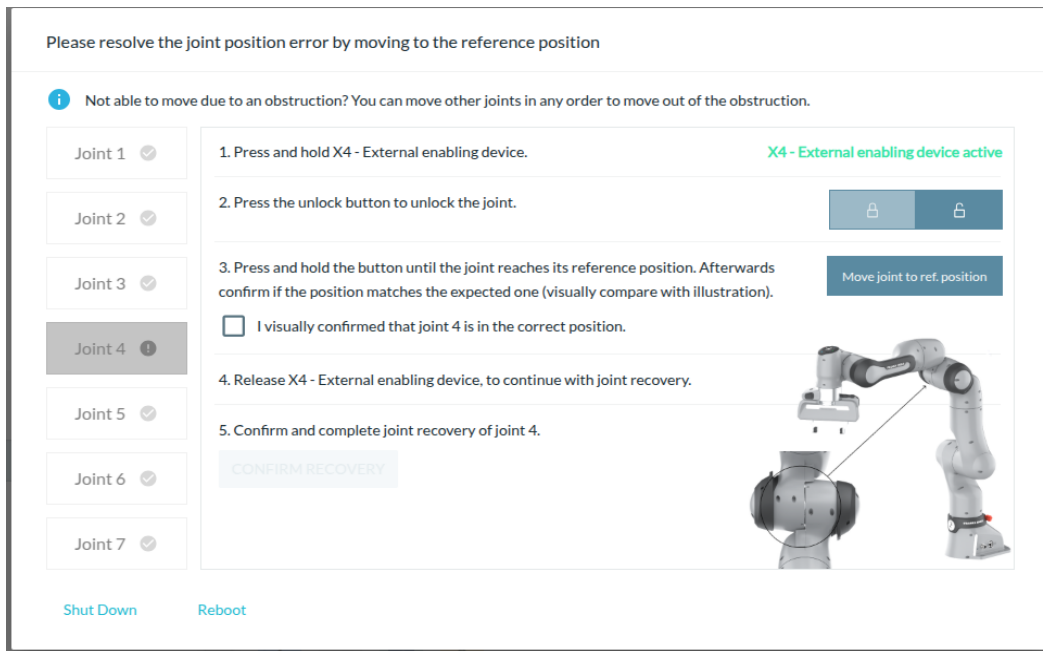 Please resolve the joint position error by moving to the reference position
Not able to move due to an obstruction? You can move other joints in any order to move out of the obstruction.
Joint 1
Joint 2
Joint 3
Joint 4
Joint 5
Joint 6
Joint 7
1. Press and hold X4 - External enabling device.
X4 - External enabling device active
2. Press the unlock button to unlock the joint.
3. Press and hold the button until the joint reaches its reference position. Afterwards
confirm if the position matches the expected one (visually compare with illustration).
Move joint to ref. position
I visually confirmed that joint 4 is in the correct position.
4. Release X4 - External enabling device, to continue with joint recovery.
5. Confirm and complete joint recovery of joint 4.
CONFIRM RECOVERY
Shut Down
Reboot